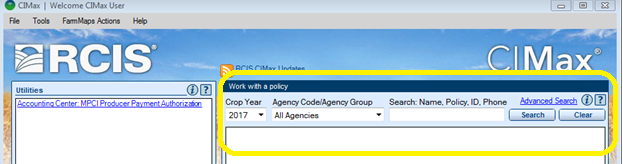 CIMax | Welcome CIMax User
File Tools FarmMaps Actions Help
RCIS
RCIS CIMax Updates
CIMax®
Utilities
Accounting Center: MPCI Producer Payment Authorization
Work with a policy
Crop Year Agency Code/Agency Group Search: Name, Policy, ID, Phone Advanced Search
2017 All Agencies Search Clear